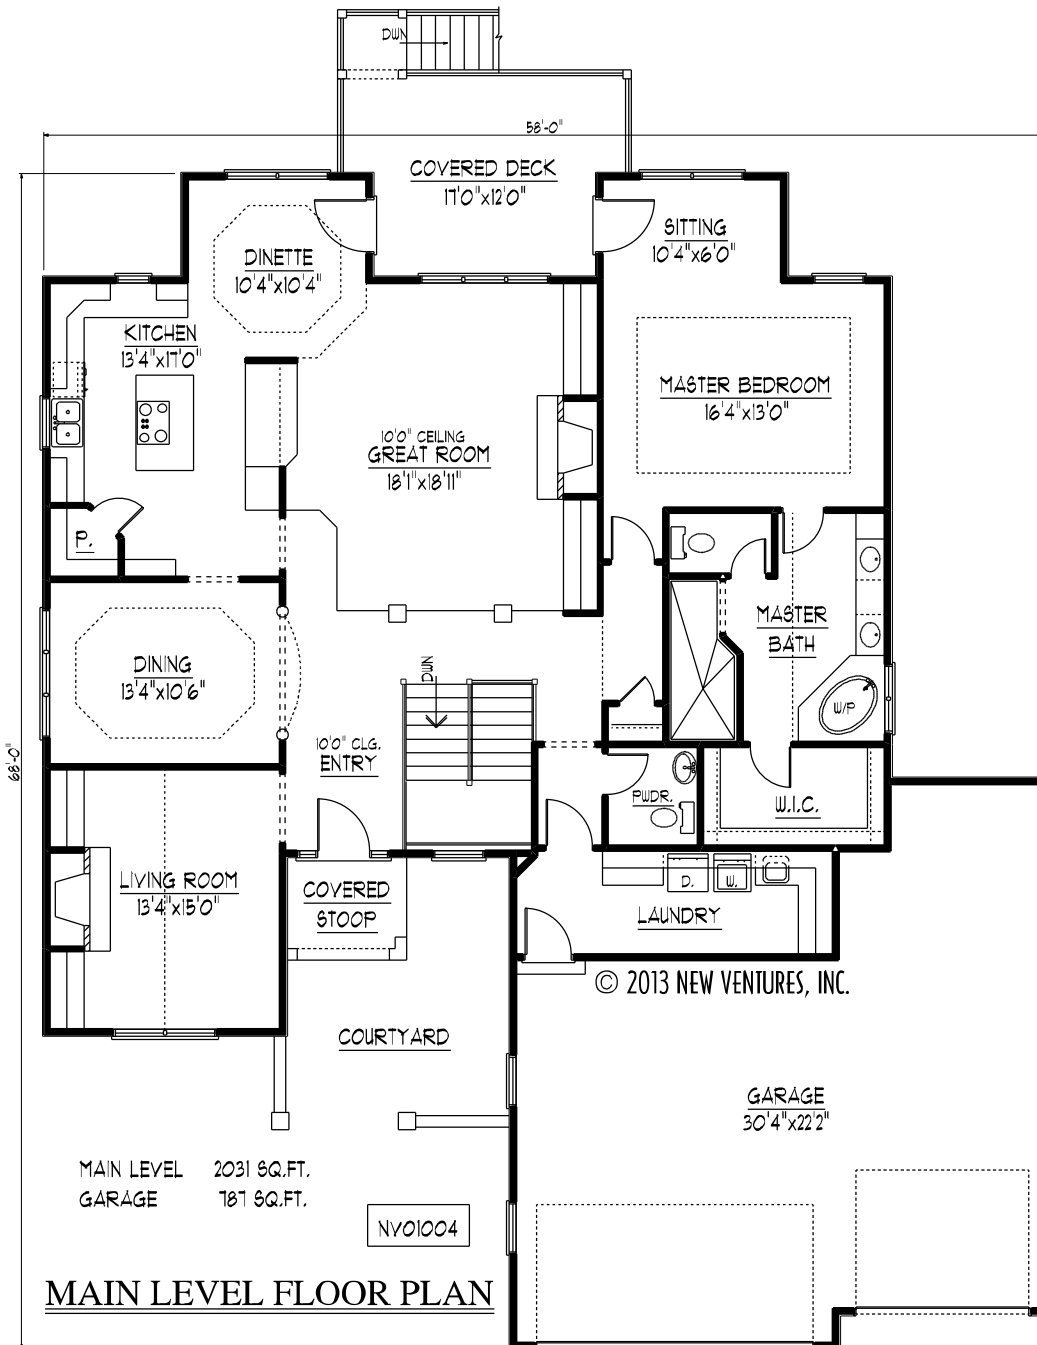 DWN
58'-0"
COVERED DECK
17'0"x12'0"
SITTING
10'4"x6'0"
DINETTE
10'4"x10'4"
KITCHEN
13'4"x17'0"
MASTER BEDROOM
16'4"x13'0"
10'0" CEILING
GREAT ROOM
18'1"x18'11"
P.
MASTER
BATH
DINING
13'4"x10'6"
DWN
W/P
68'-0"
10'0" CLG.
ENTRY
PWDR.
W.I.C.
LIVING ROOM
13'4"x15'0"
COVERED
STOOP
D.
W.
LAUNDRY
© 2013 NEW VENTURES, INC.
COURTYARD
GARAGE
30'4"x22'2"
MAIN LEVEL 2031 SQ.FT.
GARAGE 787 SQ.FT.
NV01004
MAIN LEVEL FLOOR PLAN